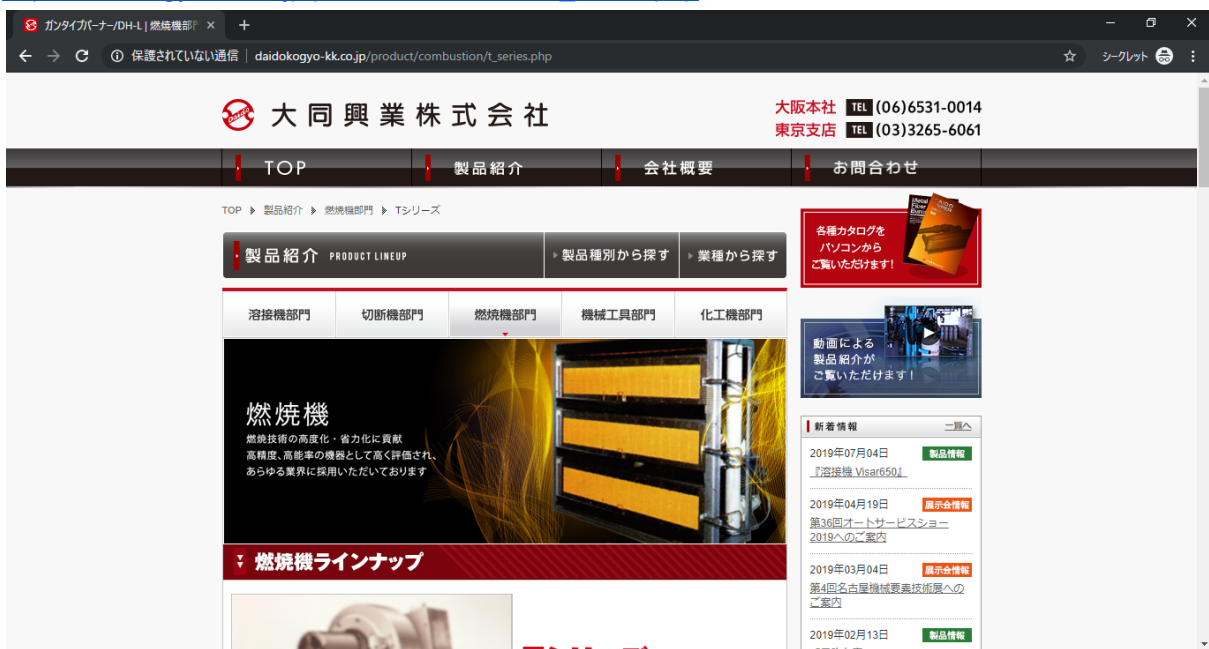 ガンタイプバーナー/DH-L | 燃焼機部門
保護されていない通信
daidokogyo-kk.co.jp/product/combustion/t_series.php
シークレット
大同興業株式会社
大阪本社 TEL (06)6531-0014
東京支店 TEL (03)3265-6061
TOP
製品紹介
会社概要
お問合わせ
TOP 製品紹介 燃焼機部門 Tシリーズ
製品紹介 PRODUCT LINEUP
製品種別から探す
業種から探す
溶接機部門
切断機部門
燃焼機部門
機械工具部門
化工機部門
燃焼機
燃焼技術の高度化・省力化に貢献
高精度、高能率の機器として高く評価され、
あらゆる業界に採用いただいております
燃焼機ラインナップ
各種カタログを
パソコンから
ご覧いただけます!
動画による
製品紹介が
ご覧いただけます!
新着情報
一覧へ
2019年07月04日 製品情報
『溶接機 Visar650』
2019年04月19日 展示会情報
第36回オートサービスショー
2019へのご案内
2019年03月04日 展示会情報
第4回名古屋機械要素技術展への
ご案内
2019年02月13日 製品情報